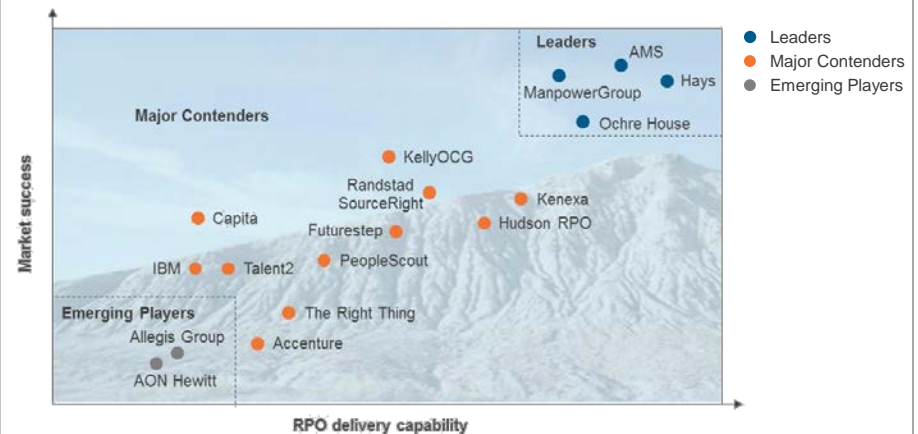 Leaders
AMS
Leaders
Major Contenders
Emerging Players
ManpowerGroup
Hays
Ochre House
Major Contenders
KellyOCG
Randstad
SourceRight
Kenexa
Capita
Futurestep
Hudson RPO
IBM
Talent2
PeopleScout
Emerging Players
The Right Thing
Allegis Group
Accenture
AON Hewitt
Market success
RPO delivery capability